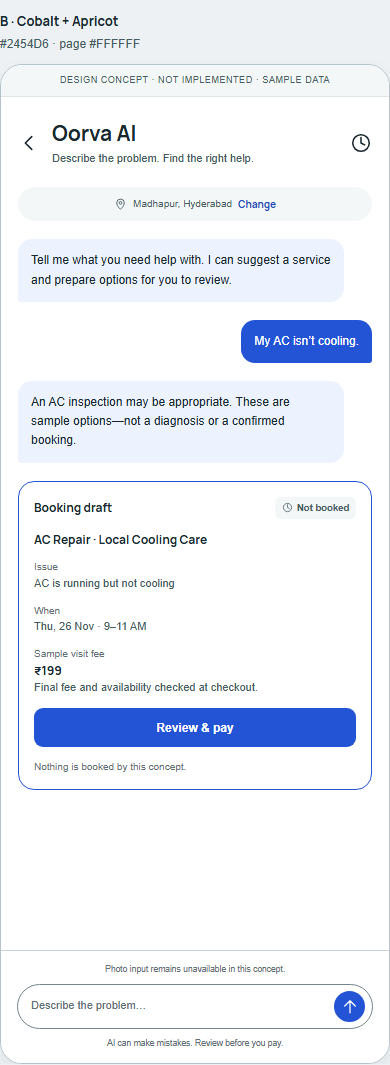 B · Cobalt + Apricot
#2454D6 · page #FFFFFF
DESIGN CONCEPT · NOT IMPLEMENTED · SAMPLE DATA
Oorva AI
Describe the problem. Find the right help.
Madhapur, Hyderabad Change
Tell me what you need help with. I can suggest a service
and prepare options for you to review.
My AC isn't cooling.
An AC inspection may be appropriate. These are
sample options—not a diagnosis or a confirmed
booking.
Booking draft
Not booked
AC Repair · Local Cooling Care
Issue
AC is running but not cooling
When
Thu, 26 Nov · 9–11 AM
Sample visit fee
₹199
Final fee and availability checked at checkout.
Review & pay
Nothing is booked by this concept.
Photo input remains unavailable in this concept.
Describe the problem...
AI can make mistakes. Review before you pay.